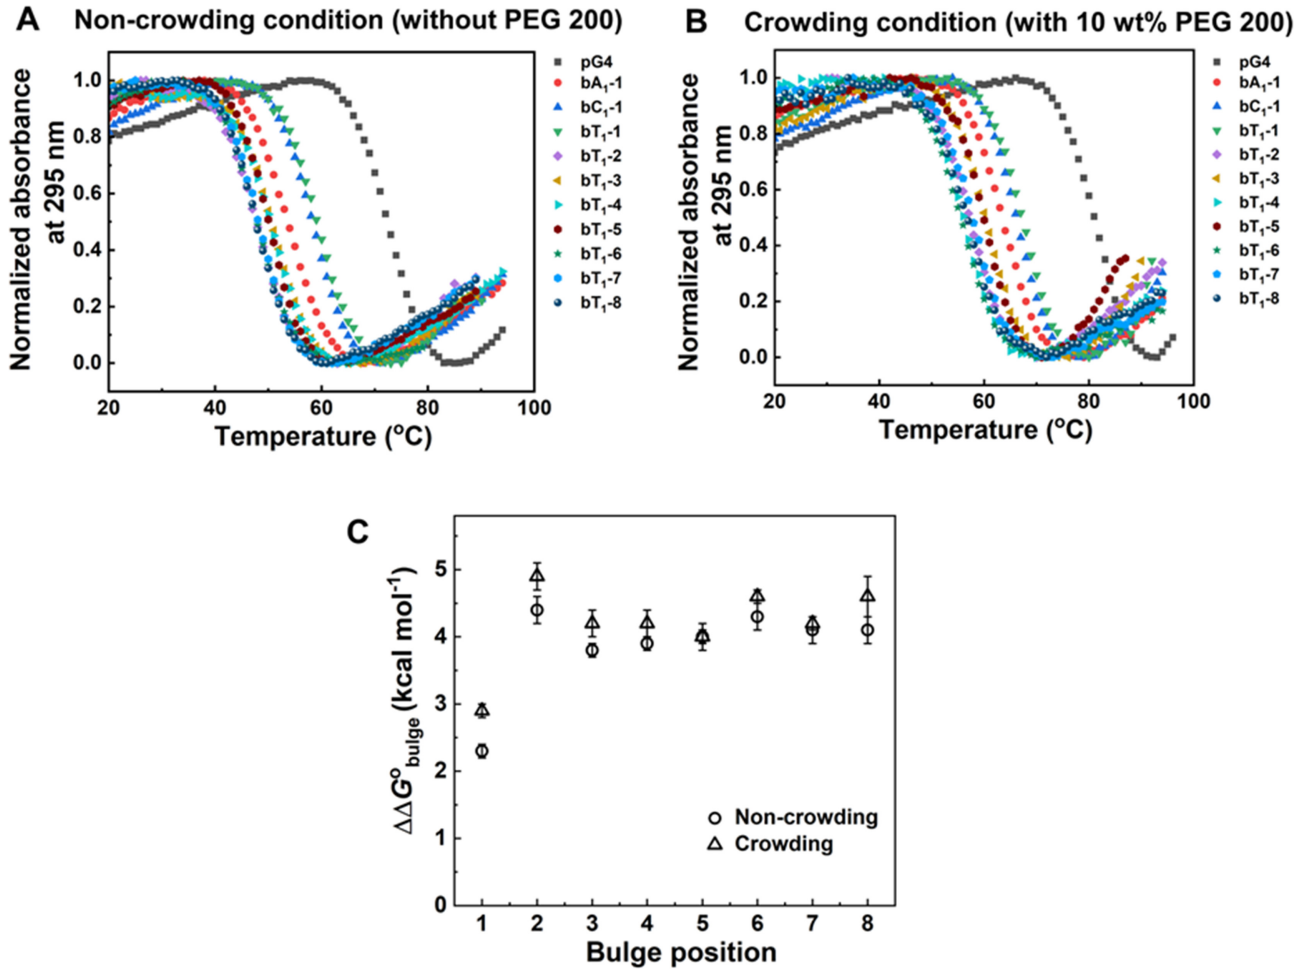 A Non-crowding condition (without PEG 200)
Normalized absorbance
at 295 nm
1.0
0.8
0.6
0.4
0.2
0.0
20 40 60 80 100
Temperature (°C)
pG4
bA₁-1
bC₁-1
bT₁-1
bT₁-2
bT₁-3
bT₁-4
bT₁-5
bT₁-6
bT₁-7
bT₁-8
B Crowding condition (with 10 wt% PEG 200)
Normalized absorbance
at 295 nm
1.0
0.8
0.6
0.4
0.2
0.0
20 40 60 80 100
Temperature (°C)
pG4
bA₁-1
bC₁-1
bT₁-1
bT₁-2
bT₁-3
bT₁-4
bT₁-5
bT₁-6
bT₁-7
bT₁-8
C
ΔΔG°bulge (kcal mol⁻¹)
5
4
3
2
1
0
Non-crowding
Crowding
1 2 3 4 5 6 7 8
Bulge position